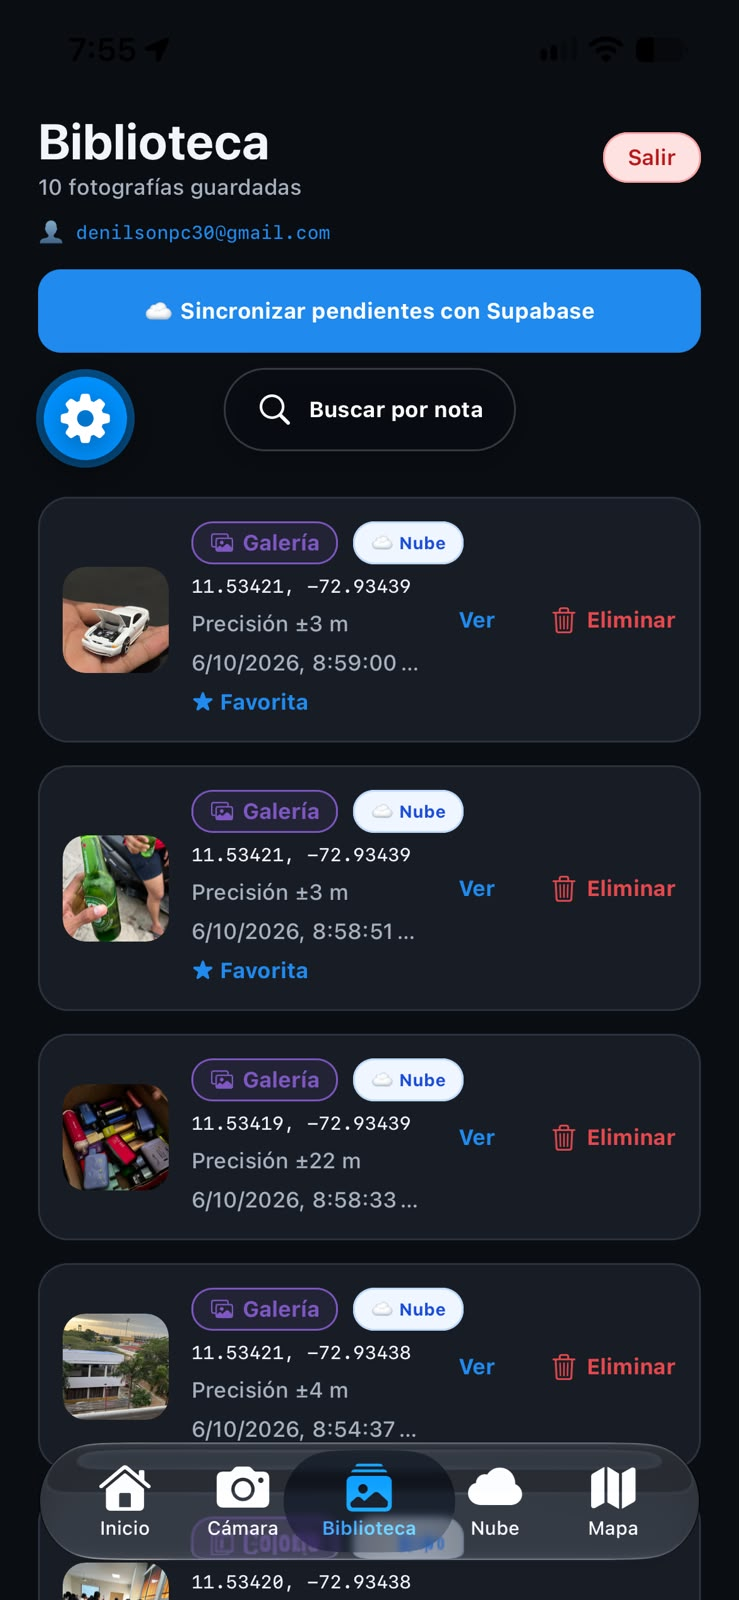 7:55
Biblioteca
Salir
10 fotografías guardadas
denilsonpc30@gmail.com
Sincronizar pendientes con Supabase
Buscar por nota
Galería Nube
11.53421, -72.93439
Precisión ±3 m
Ver Eliminar
6/10/2026, 8:59:00...
Favorita
Galería Nube
11.53421, -72.93439
Precisión ±3 m
Ver Eliminar
6/10/2026, 8:58:51...
Favorita
Galería Nube
11.53419, -72.93439
Ver Eliminar
Precisión ±22 m
6/10/2026, 8:58:33...
Galería Nube
11.53421, -72.93438
Ver Eliminar
Precisión ±4 m
6/10/2026, 8:54:37...
Inicio Cámara Biblioteca Nube Mapa
11.53420, -72.93438